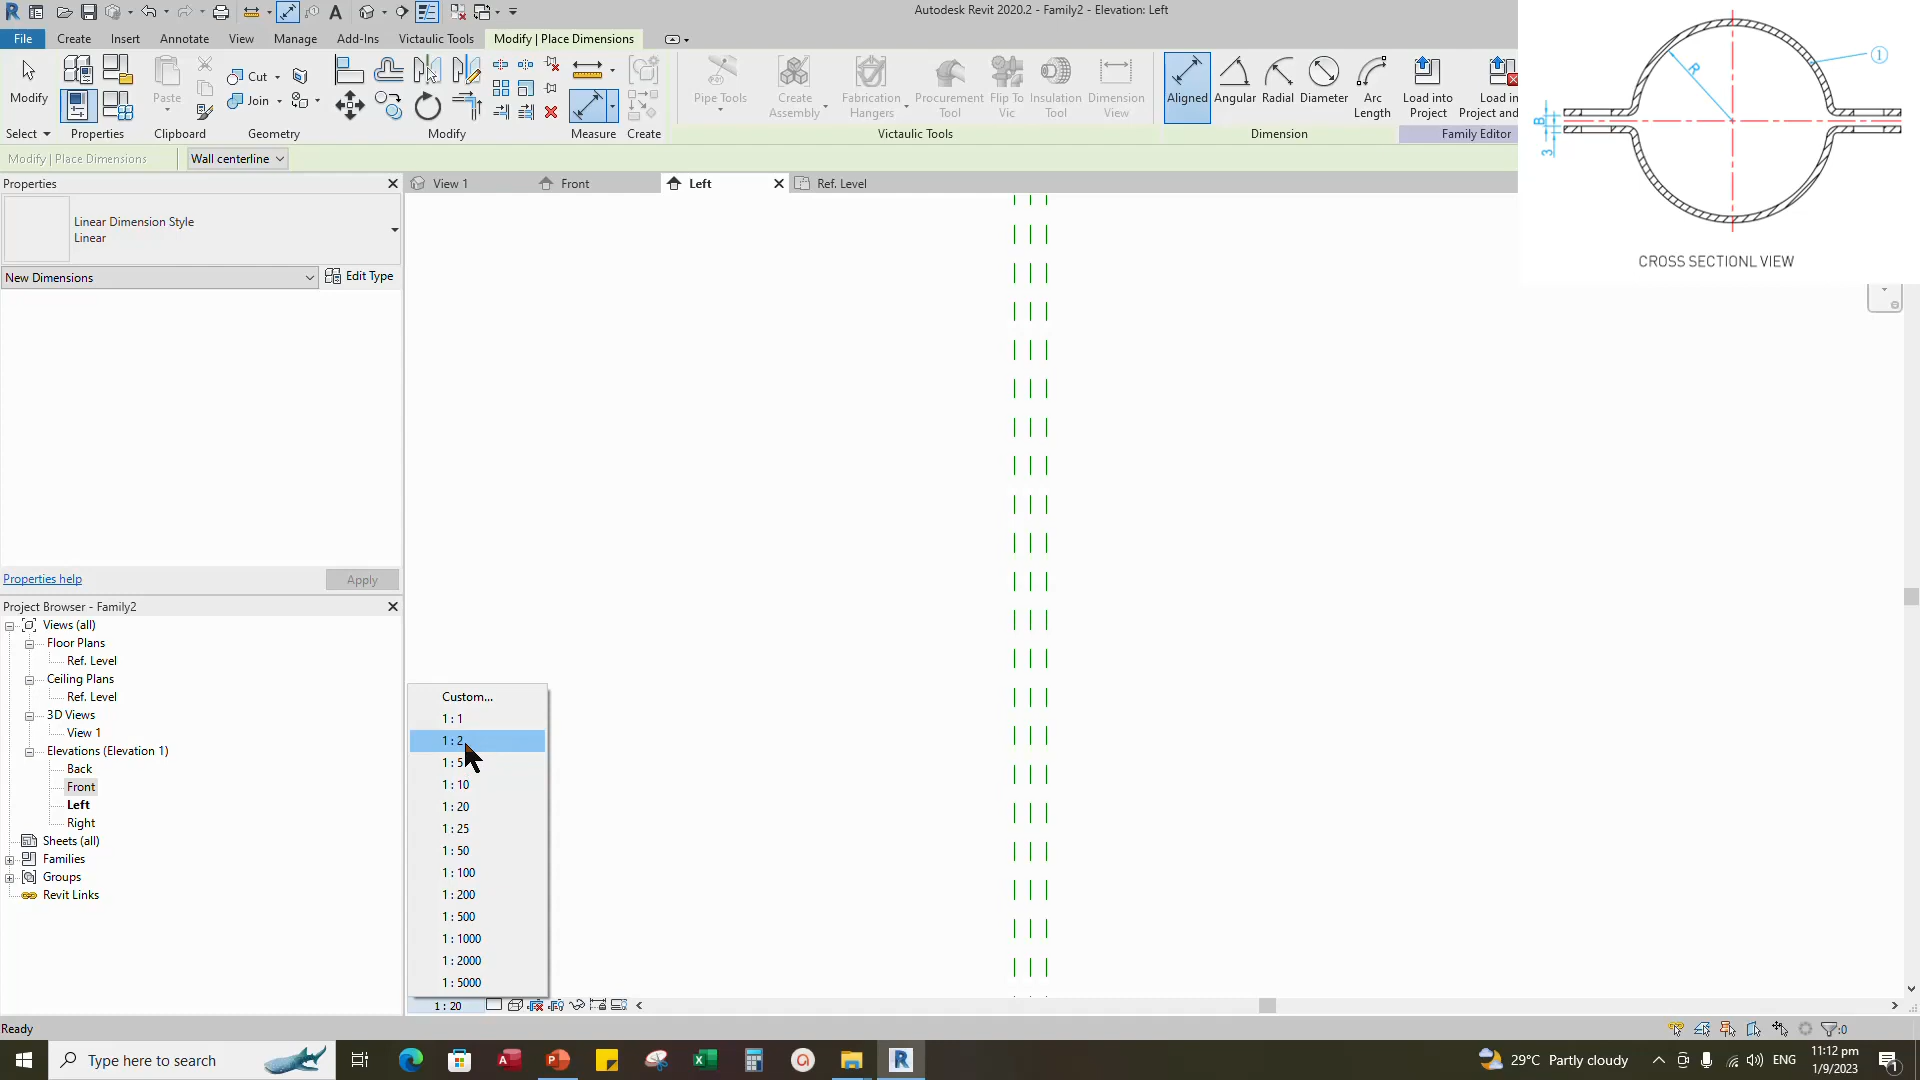 Autodesk Revit 2020.2 - Family2 - Elevation: Left
File Create Insert Annotate View Manage Add-Ins Victaulic Tools Modify | Place Dimensions
Modify
Paste
Cut
Join
Pipe Tools
Create Assembly
Fabrication Hangers
Procurement Tool
Flip To Vic
Insulation Tool
Dimension View
Aligned
Angular
Radial
Diameter
Arc Length
Load into Project
Load in
Project and
Select Properties Clipboard Geometry Modify Measure Create Victaulic Tools Dimension Family Editor
Modify | Place Dimensions Wall centerline
Properties
View 1 Front Left Ref. Level
Linear Dimension Style
Linear
New Dimensions Edit Type
Properties help Apply
Project Browser - Family2
Views (all)
Floor Plans
Ref. Level
Ceiling Plans
Ref. Level
3D Views
View 1
Elevations (Elevation 1)
Back
Front
Left
Right
Sheets (all)
Families
Groups
Revit Links
Custom...
1 : 1
1 : 2
1 : 5
1 : 10
1 : 20
1 : 25
1 : 50
1 : 100
1 : 200
1 : 500
1 : 1000
1 : 2000
1 : 5000
1 : 20
R
1
B
3
CROSS SECTIONL VIEW
Ready
:0
Type here to search
29°C Partly cloudy
ENG
11:12 pm
1/9/2023
1